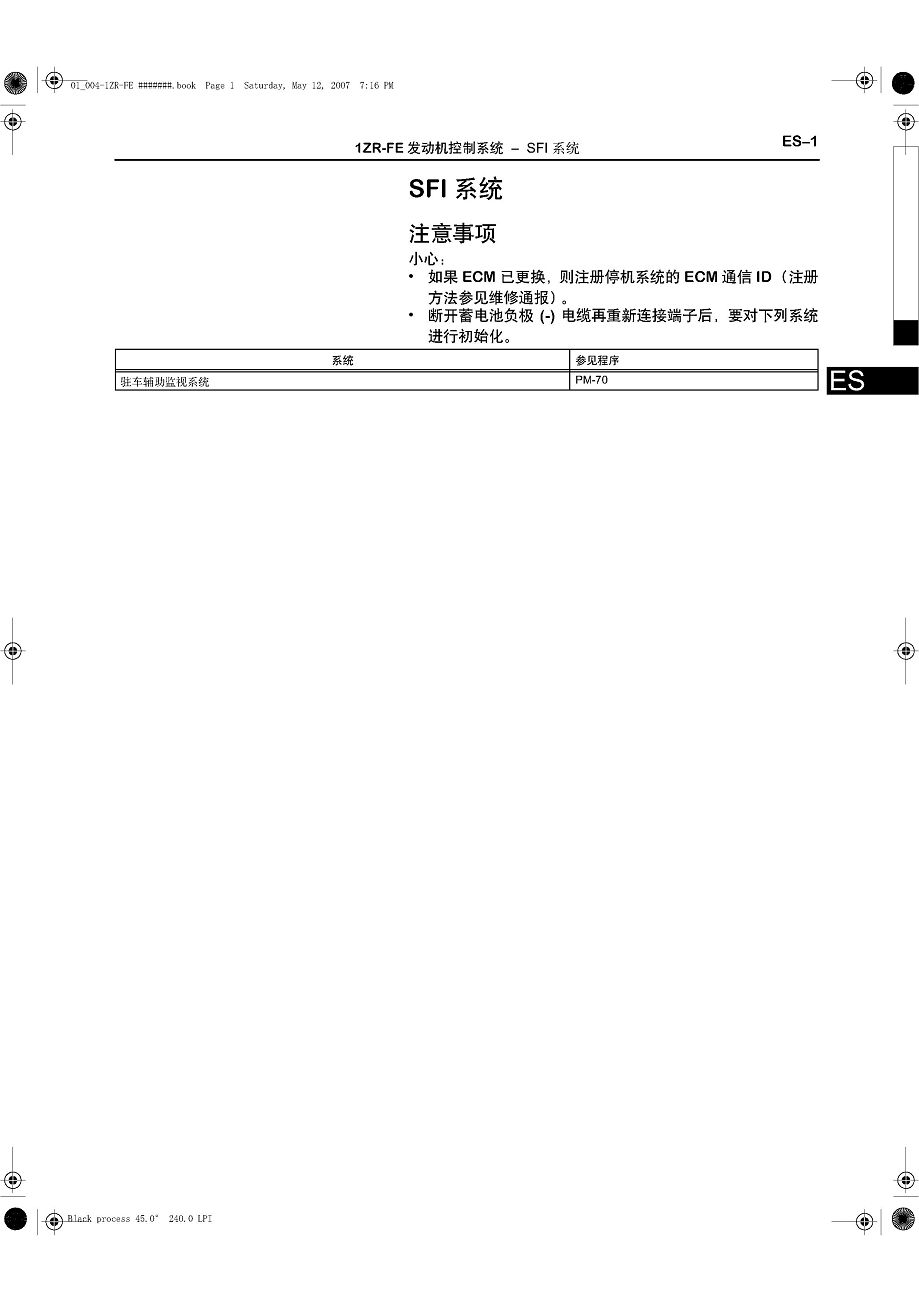 01_004-1ZR-FE #######.book Page 1 Saturday, May 12, 2007 7:16 PM
1ZR-FE 发动机控制系统 – SFI 系统
ES–1
SFI 系统
注意事项
小心：
• 如果 ECM 已更换，则注册停机系统的 ECM 通信 ID（注册
方法参见维修通报）。
• 断开蓄电池负极 (-) 电缆再重新连接端子后，要对下列系统
进行初始化。
系统 参见程序
驻车辅助监视系统 PM-70
ES
Black process 45.0° 240.0 LPI